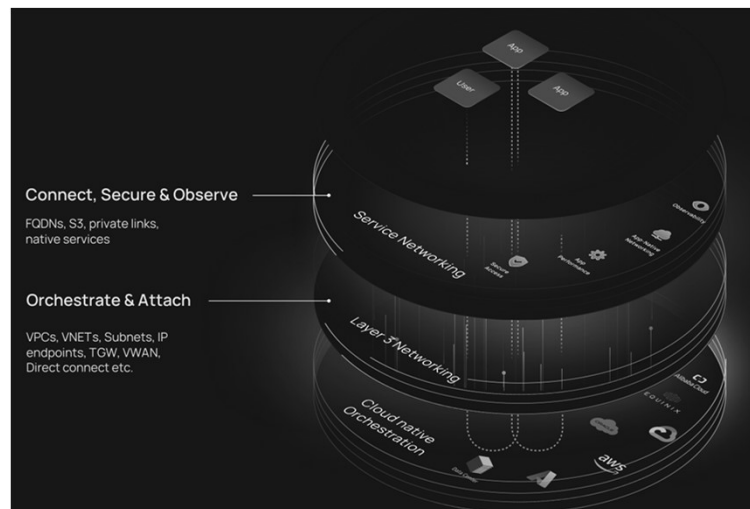 App
User
App
Connect, Secure & Observe
FQDNs, S3, private links,
native services
Service Networking
Secure
Access
App
Performance
App-Native
Networking
Observability
Orchestrate & Attach
VPCs, VNETs, Subnets, IP
endpoints, TGW, VWAN,
Direct connect etc.
Layer 3 Networking
Cloud native
Orchestration
Data Center
aws
EQUINIX
Alibaba Cloud